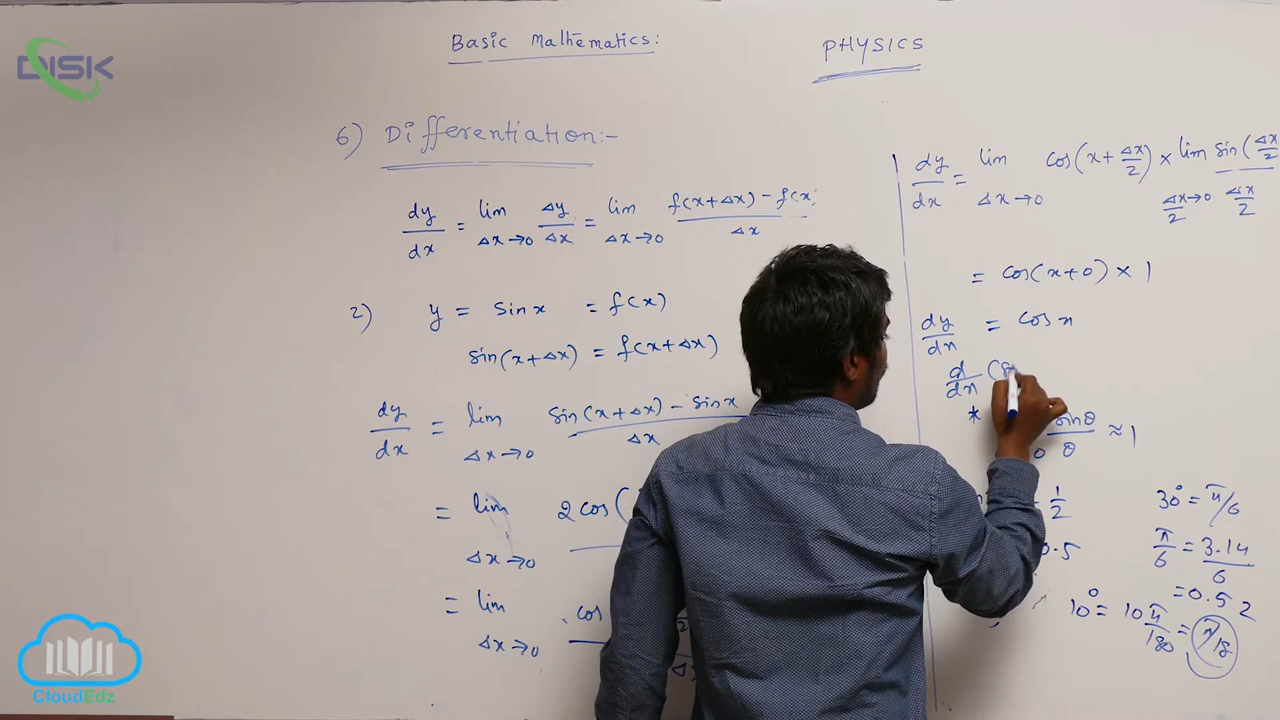 DISK
Basic Mathematics:
PHYSICS
6) Differentiation:-
dy/dx = lim Δx→0 Δy/Δx = lim Δx→0 f(x+Δx) - f(x)/Δx
2) y = sin x = f(x)
sin(x+Δx) = f(x+Δx)
dy/dx = lim Δx→0 sin(x+Δx) - sin x/Δx
= lim Δx→0 2cos(
= lim Δx→0 cos
dy/dx = lim Δx→0 cos(x+Δx/2) × lim Δx/2→0 sin(Δx/2/Δx/2
= cos(x+0) × 1
dy/dx = cos x
d/dx (s
* 0 sinθ/θ ≈ 1
1/2
0.5
30° = π/6
π/6 = 3.14/6
= 0.52
10° = 10π/180 = π/18
CloudEdz